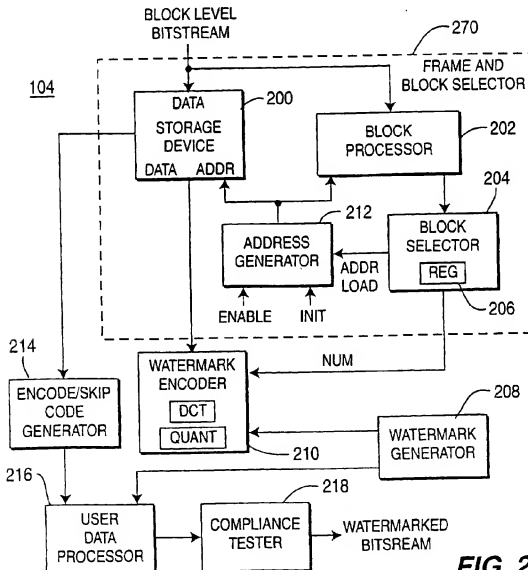 BLOCK LEVEL
BITSTREAM
270
104
FRAME AND
BLOCK SELECTOR
200
DATA
STORAGE
DEVICE
DATA ADDR
BLOCK
PROCESSOR
202
204
212
ADDRESS
GENERATOR
BLOCK
SELECTOR
REG
206
ADDR
LOAD
ENABLE
INIT
214
ENCODE/SKIP
CODE
GENERATOR
WATERMARK
ENCODER
DCT
QUANT
210
NUM
208
WATERMARK
GENERATOR
216
USER
DATA
PROCESSOR
218
COMPLIANCE
TESTER
WATERMARKED
BITSREAM
FIG. 2